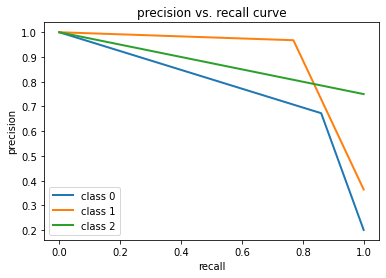 precision vs. recall curve
1.0
0.9
0.8
0.7
0.6
0.5
0.4
0.3
0.2
precision
class 0
class 1
class 2
0.0 0.2 0.4 0.6 0.8 1.0
recall